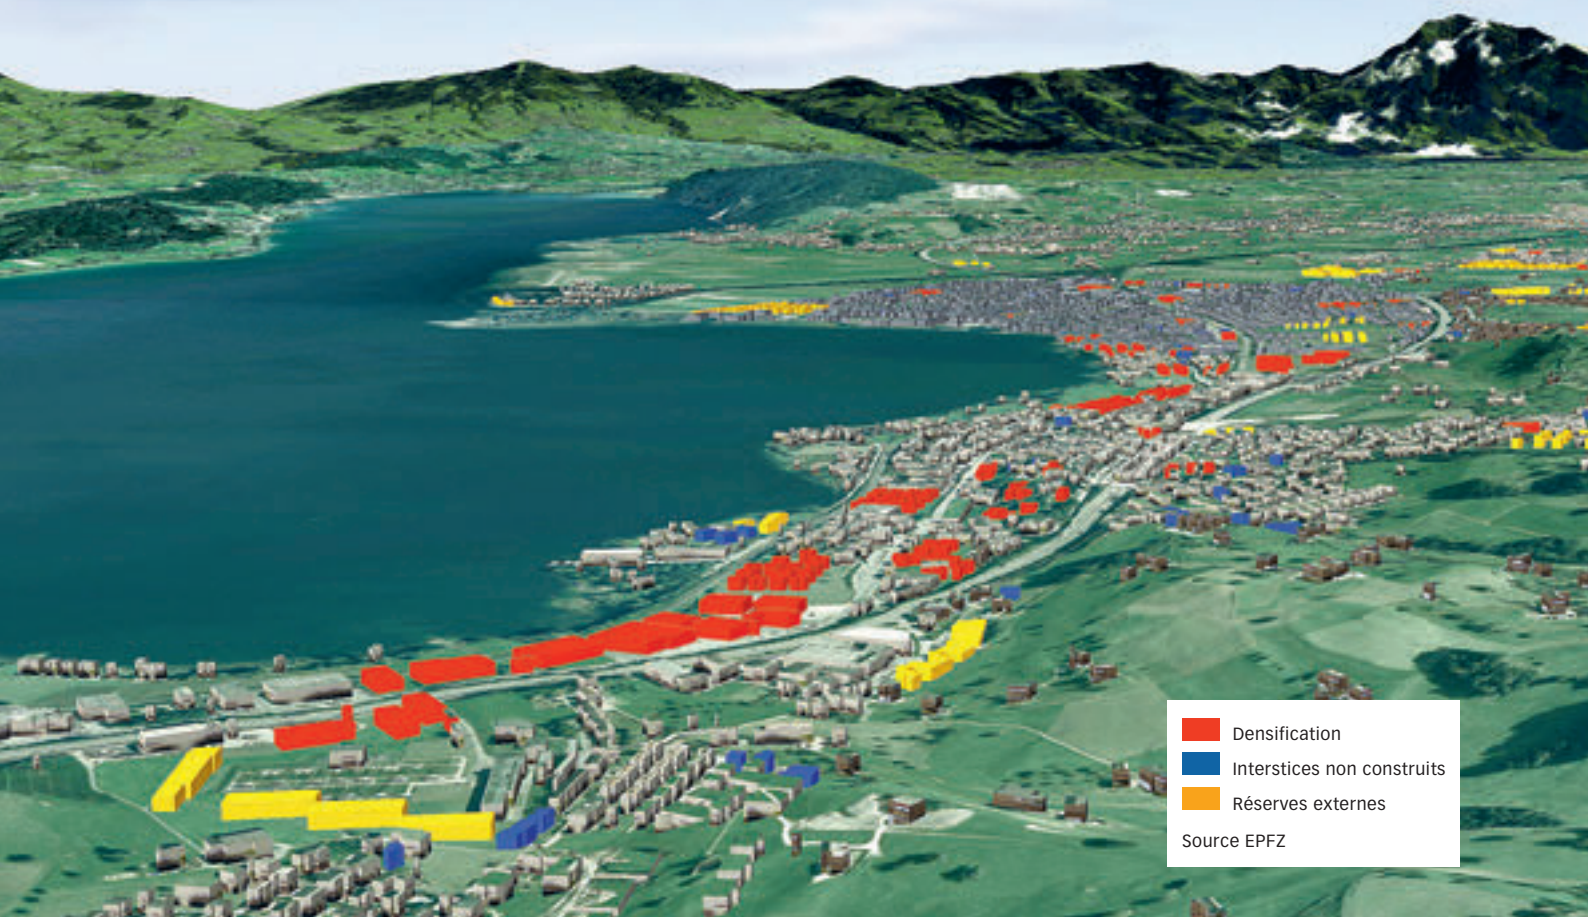 Densification
Interstices non construits
Réserves externes
Source EPFZ